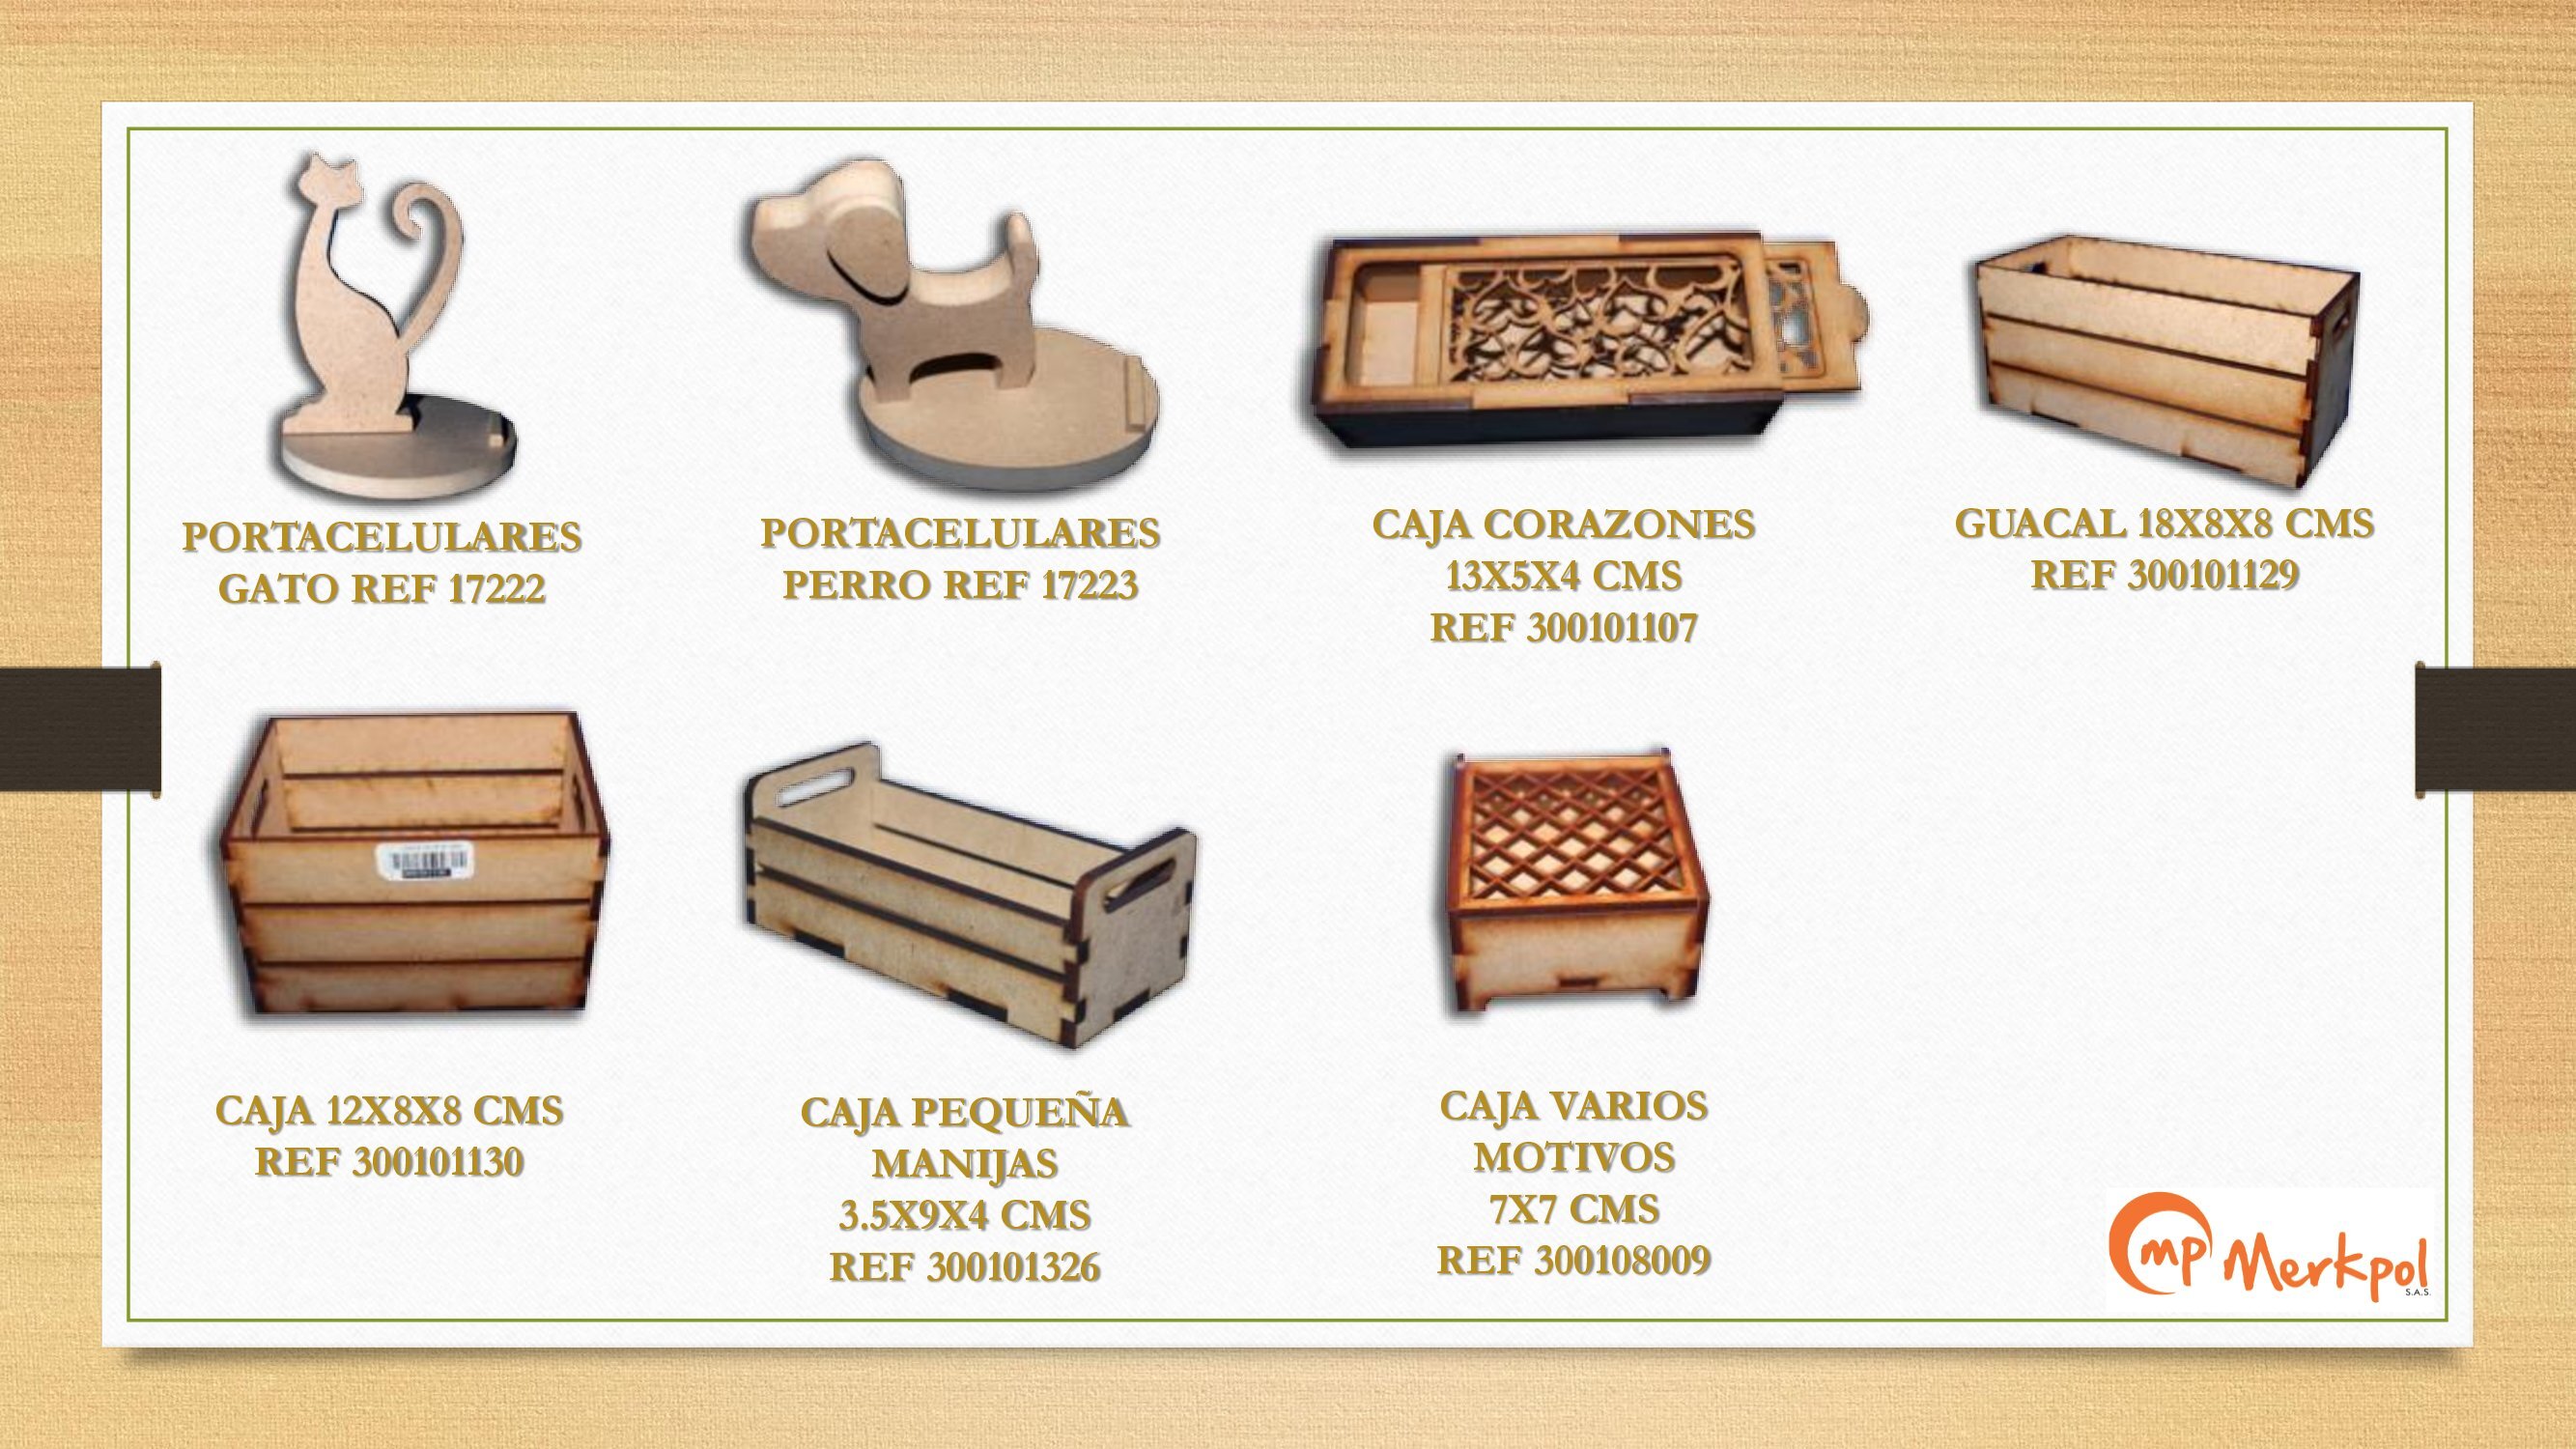 PORTACELULARES
GATO REF 17222
PORTACELULARES
PERRO REF 17223
CAJA CORAZONES
13X5X4 CMS
REF 300101107
GUACAL 18X8X8 CMS
REF 300101129
CAJA 12X8X8 CMS
REF 300101130
CAJA PEQUEÑA
MANIJAS
3.5X9X4 CMS
REF 300101326
CAJA VARIOS
MOTIVOS
7X7 CMS
REF 300108009
mp Merkpol
S.A.S.